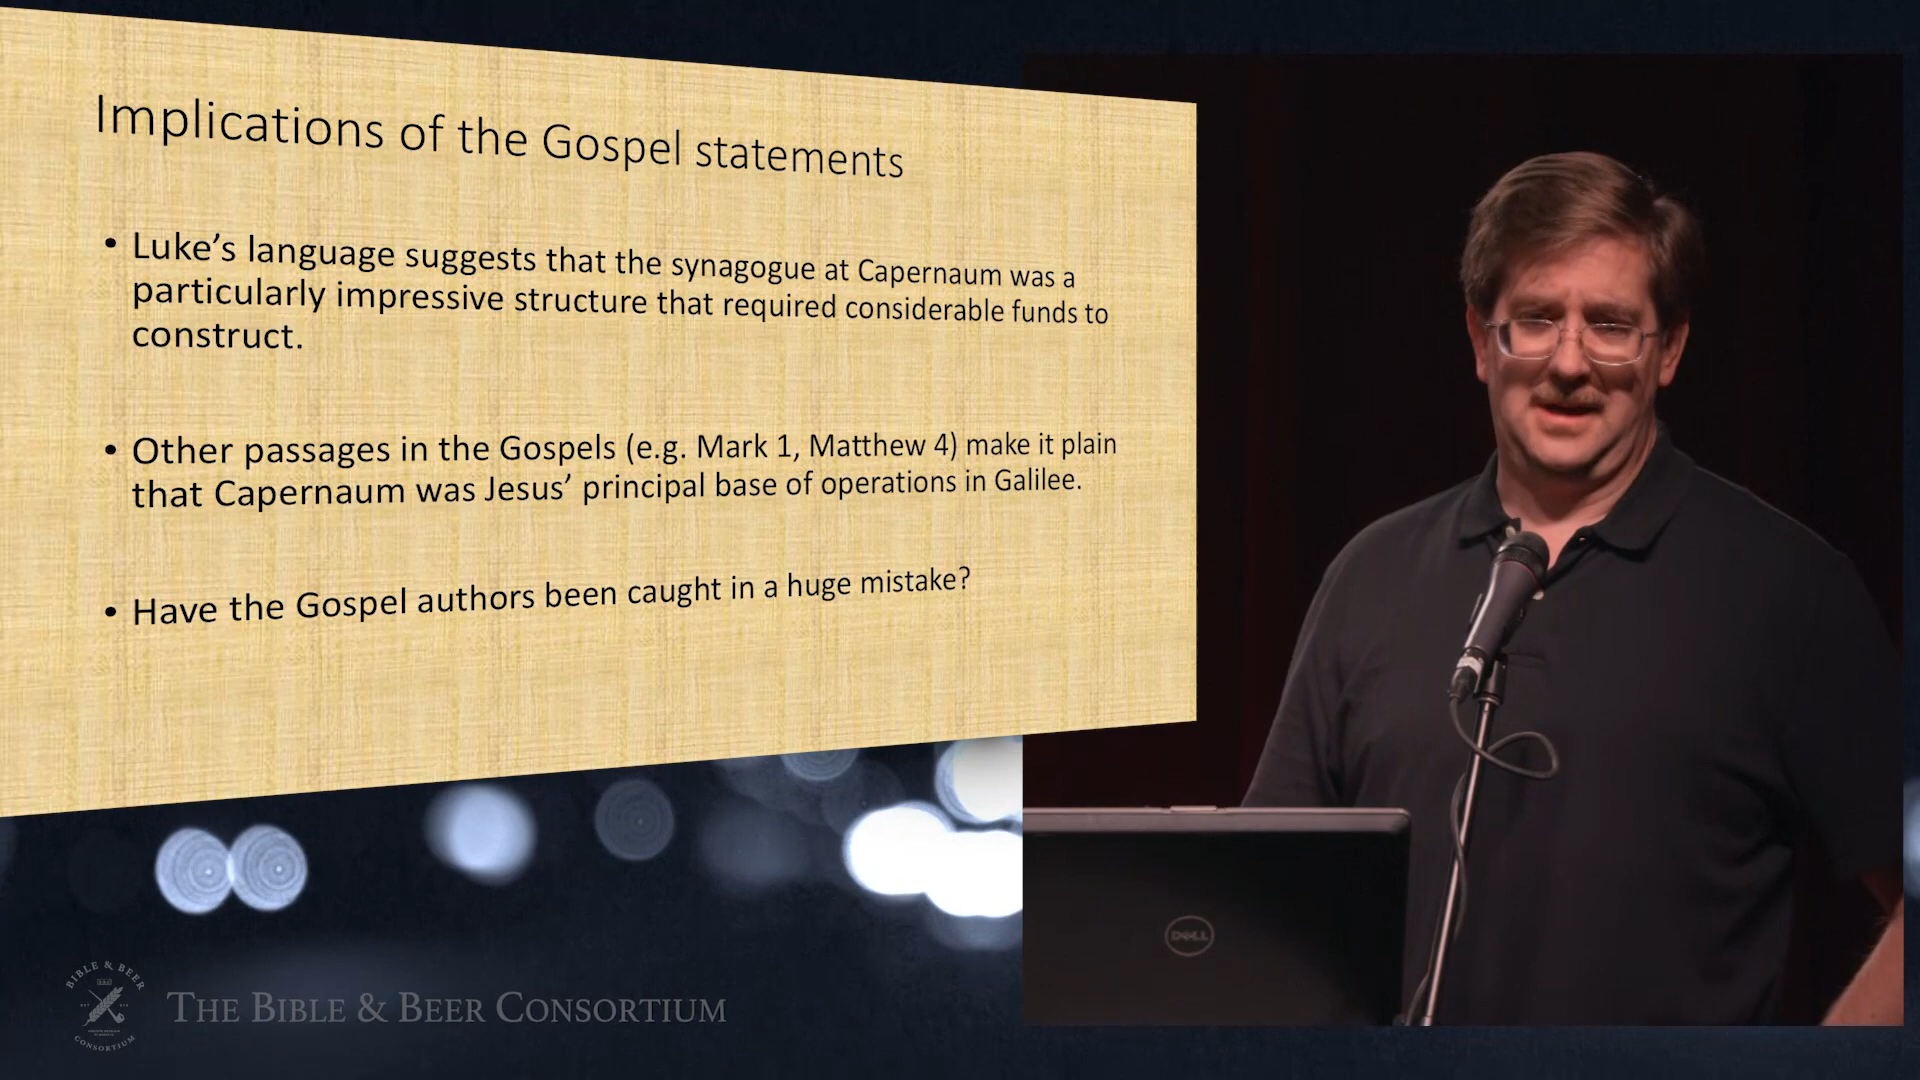 Implications of the Gospel statements
• Luke’s language suggests that the synagogue at Capernaum was a
particularly impressive structure that required considerable funds to
construct.
• Other passages in the Gospels (e.g. Mark 1, Matthew 4) make it plain
that Capernaum was Jesus’ principal base of operations in Galilee.
• Have the Gospel authors been caught in a huge mistake?
DELL
BIBLE & BEER
CONSORTIUM
THE BIBLE & BEER CONSORTIUM